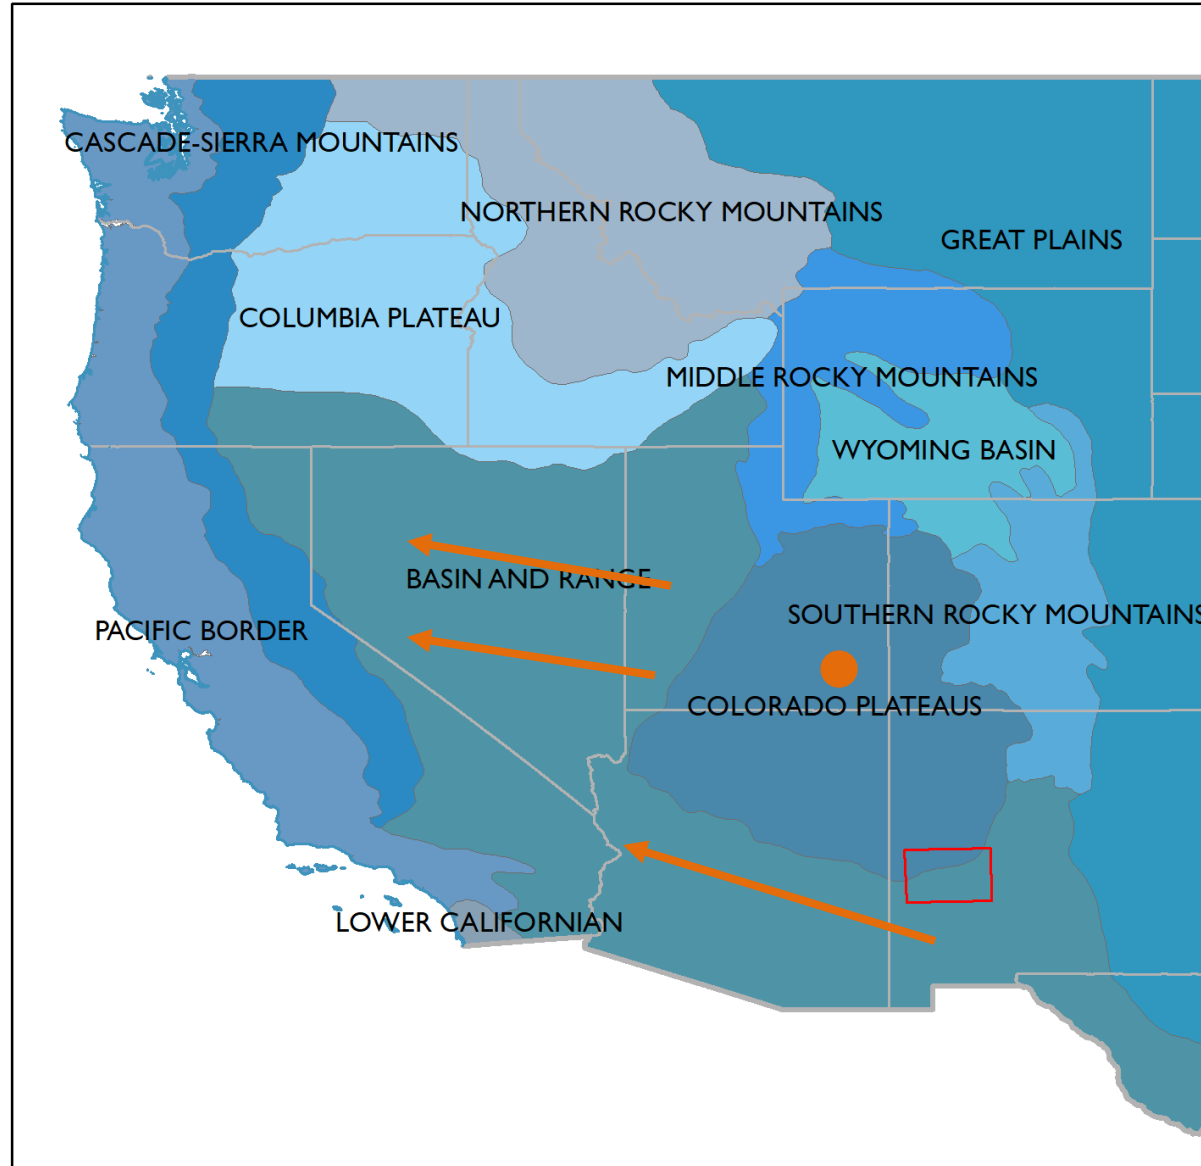 CASCADE-SIERRA MOUNTAINS
NORTHERN ROCKY MOUNTAINS
GREAT PLAINS
COLUMBIA PLATEAU
MIDDLE ROCKY MOUNTAINS
WYOMING BASIN
BASIN AND RANGE
SOUTHERN ROCKY MOUNTAINS
PACIFIC BORDER
COLORADO PLATEAUS
LOWER CALIFORNIAN